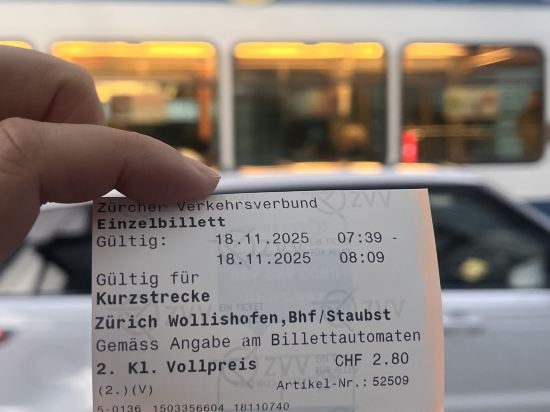 Zürcher Verkehrsverbund
Einzelbillett
Gültig: 18.11.2025 07:39 -
18.11.2025 08:09
Gültig für
Kurzstrecke
Zürich Wollishofen,Bhf/Staubst
Gemäss Angabe am Billettautomaten
2. Kl. Vollpreis CHF 2.80
(2.)(V) Artikel-Nr.: 52509
5-0136 1503356604 18110740